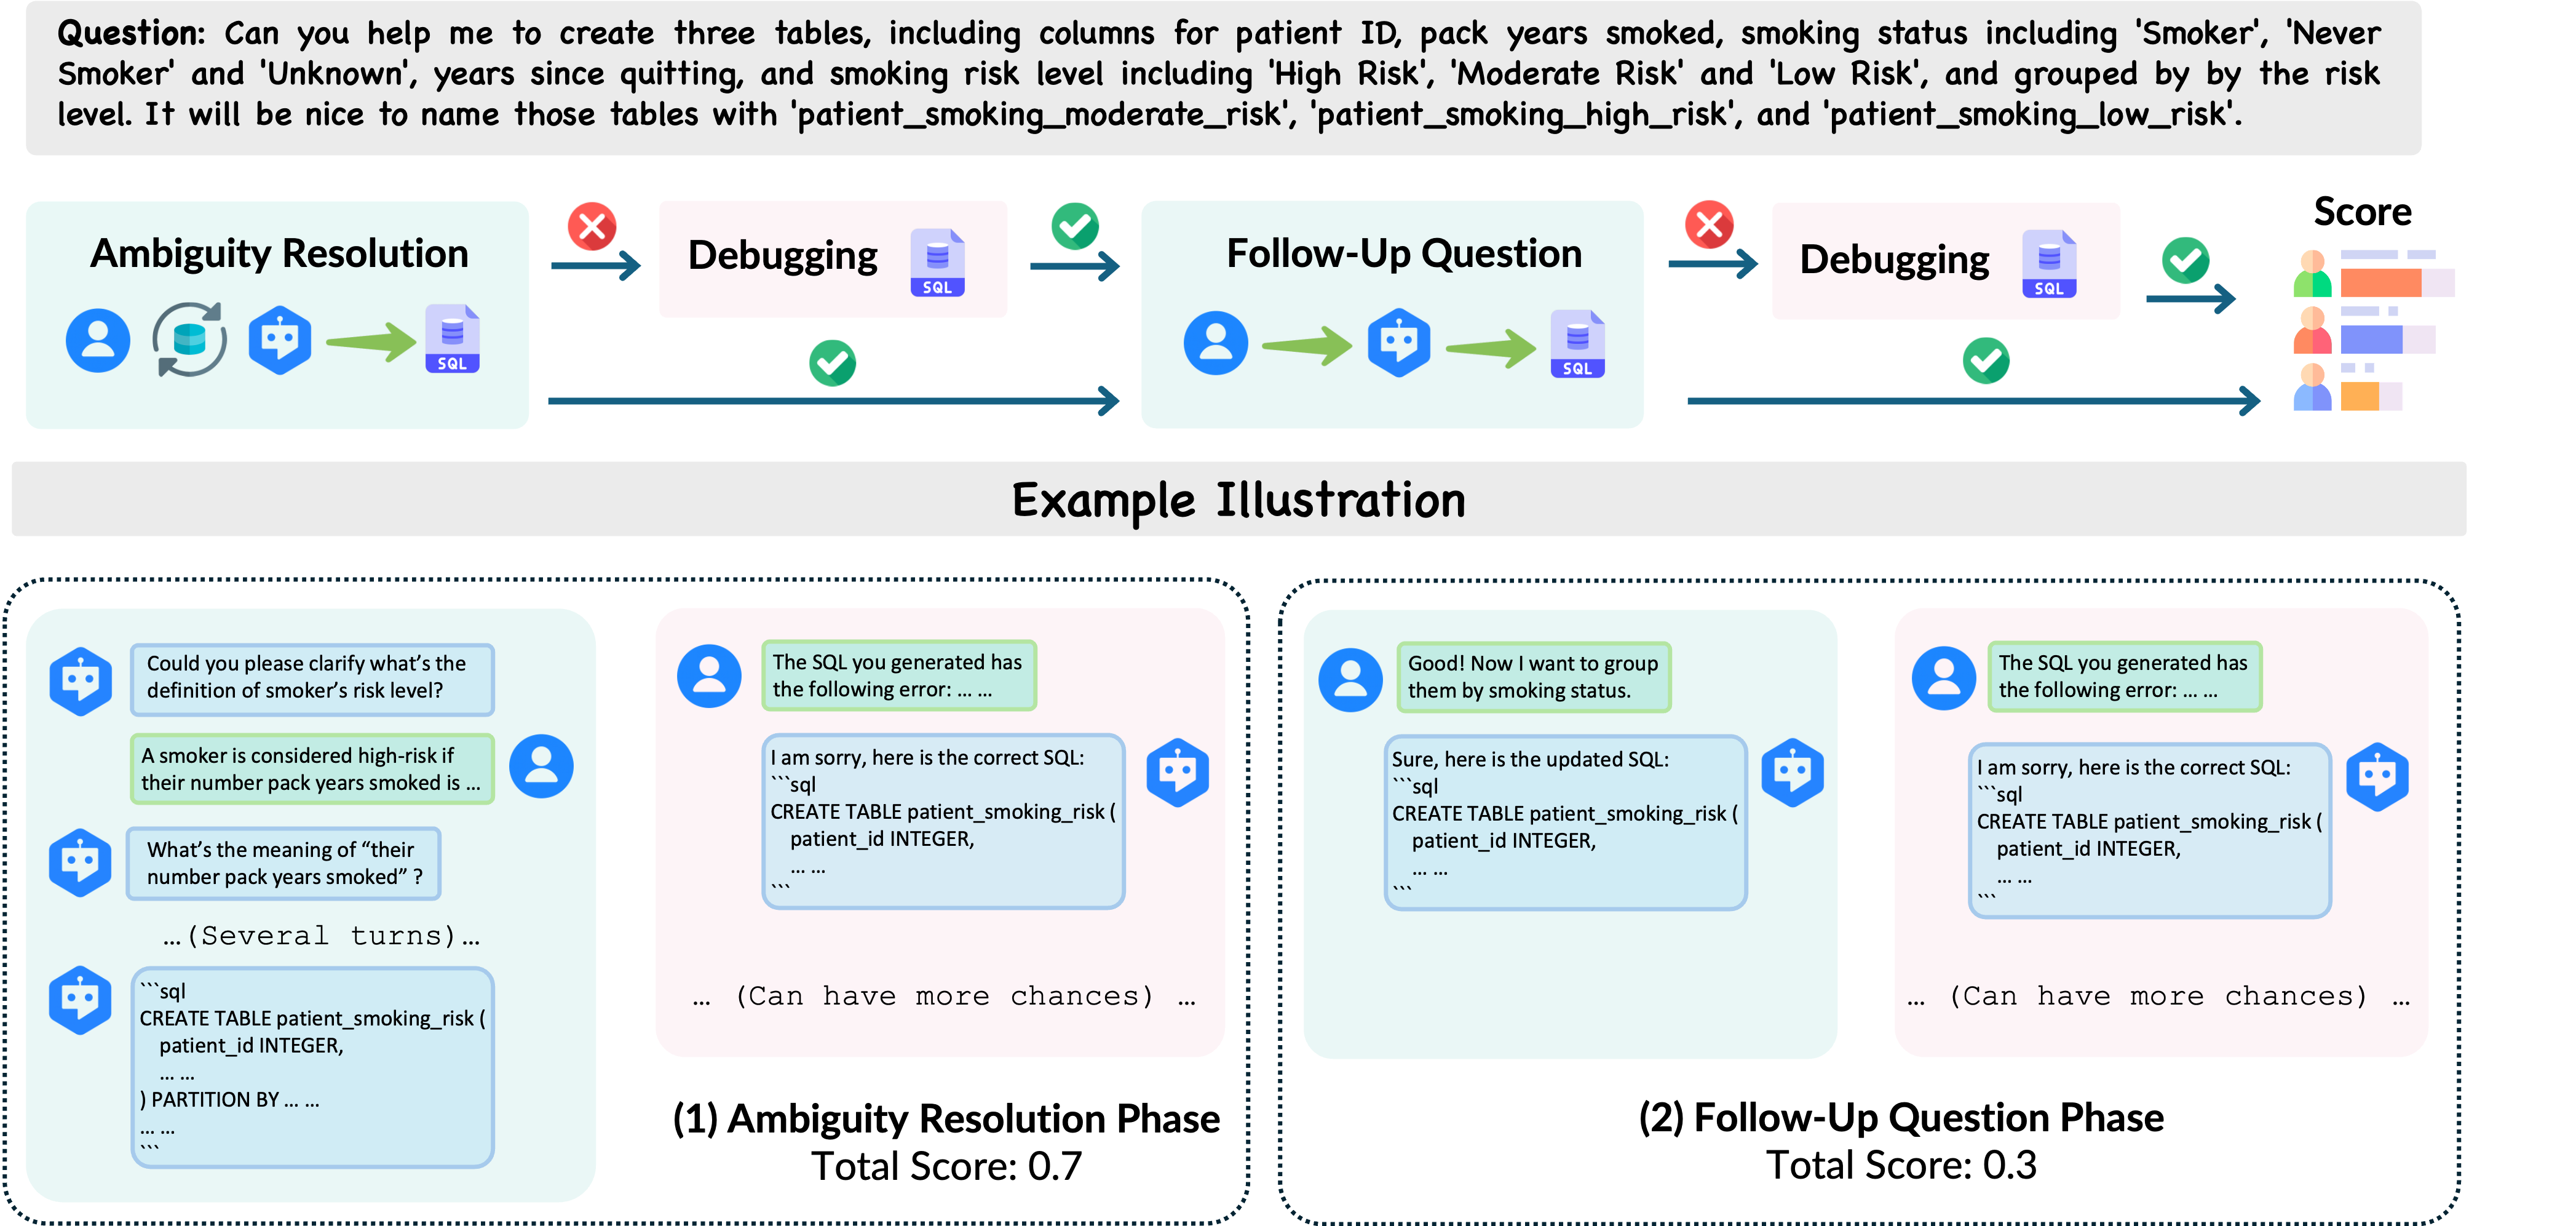 Question: Can you help me to create three tables, including columns for patient ID, pack years smoked, smoking status including 'Smoker', 'Never
Smoker' and 'Unknown', years since quitting, and smoking risk level including 'High Risk', 'Moderate Risk' and 'Low Risk', and grouped by by the risk
level. It will be nice to name those tables with 'patient_smoking_moderate_risk', 'patient_smoking_high_risk', and 'patient_smoking_low_risk'.
Ambiguity Resolution
SQL
Debugging
SQL
Follow-Up Question
SQL
Debugging
SQL
Score
Example Illustration
Could you please clarify what's the
definition of smoker's risk level?
A smoker is considered high-risk if
their number pack years smoked is ...
What's the meaning of “their
number pack years smoked” ?
...(Several turns)...
```sql
CREATE TABLE patient_smoking_risk (
patient_id INTEGER,
... ...
) PARTITION BY ... ...
... ...
```
The SQL you generated has
the following error: ... ...
I am sorry, here is the correct SQL:
```sql
CREATE TABLE patient_smoking_risk (
patient_id INTEGER,
... ...
```
... (Can have more chances) ...
(1) Ambiguity Resolution Phase
Total Score: 0.7
Good! Now I want to group
them by smoking status.
Sure, here is the updated SQL:
```sql
CREATE TABLE patient_smoking_risk (
patient_id INTEGER,
... ...
```
The SQL you generated has
the following error: ... ...
I am sorry, here is the correct SQL:
```sql
CREATE TABLE patient_smoking_risk (
patient_id INTEGER,
... ...
```
... (Can have more chances) ...
(2) Follow-Up Question Phase
Total Score: 0.3